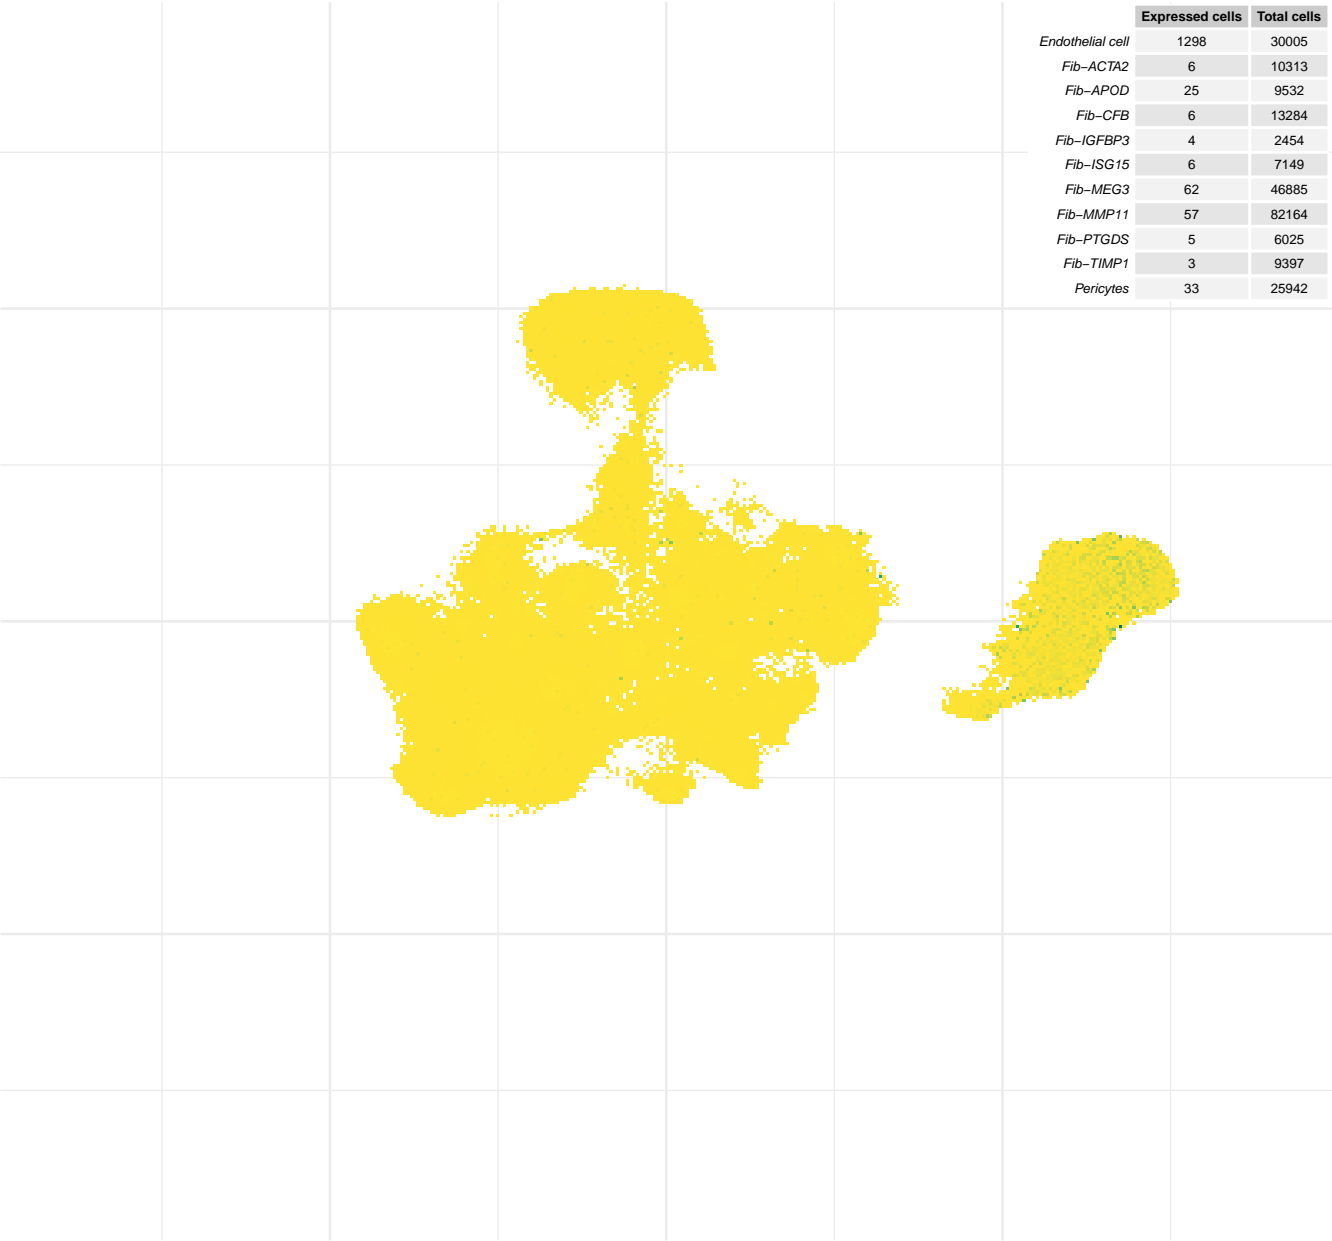 Expressed cells Total cells
Endothelial cell 1298 30005
Fib−ACTA2 6 10313
Fib−APOD 25 9532
Fib−CFB 6 13284
Fib−IGFBP3 4 2454
Fib−ISG15 6 7149
Fib−MEG3 62 46885
Fib−MMP11 57 82164
Fib−PTGDS 5 6025
Fib−TIMP1 3 9397
Pericytes 33 25942